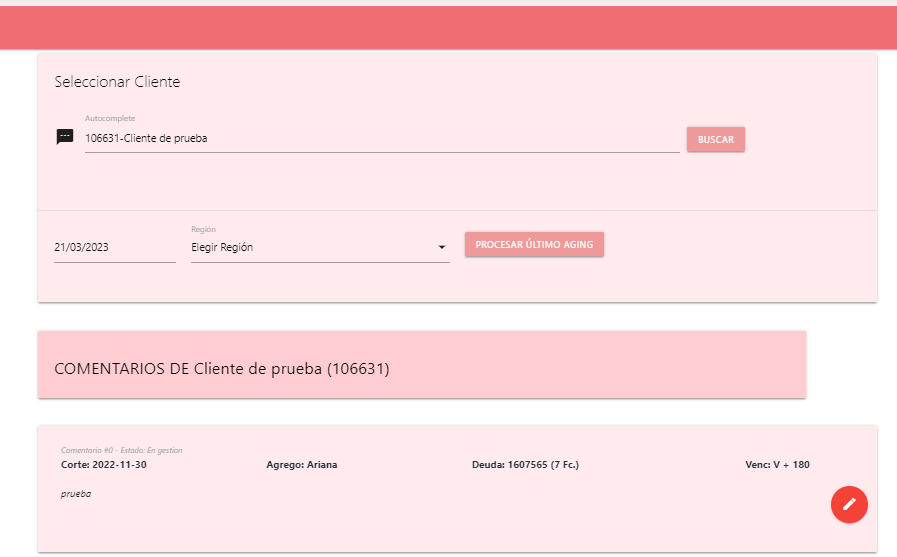 Seleccionar Cliente
Autocomplete
106631-Cliente de prueba
BUSCAR
Región
21/03/2023 Elegir Región PROCESAR ÚLTIMO AGING
COMENTARIOS DE Cliente de prueba (106631)
Comentario #0 - Estado: En gestion
Corte: 2022-11-30 Agrego: Ariana Deuda: 1607565 (7 Fc.) Venc: V + 180
prueba